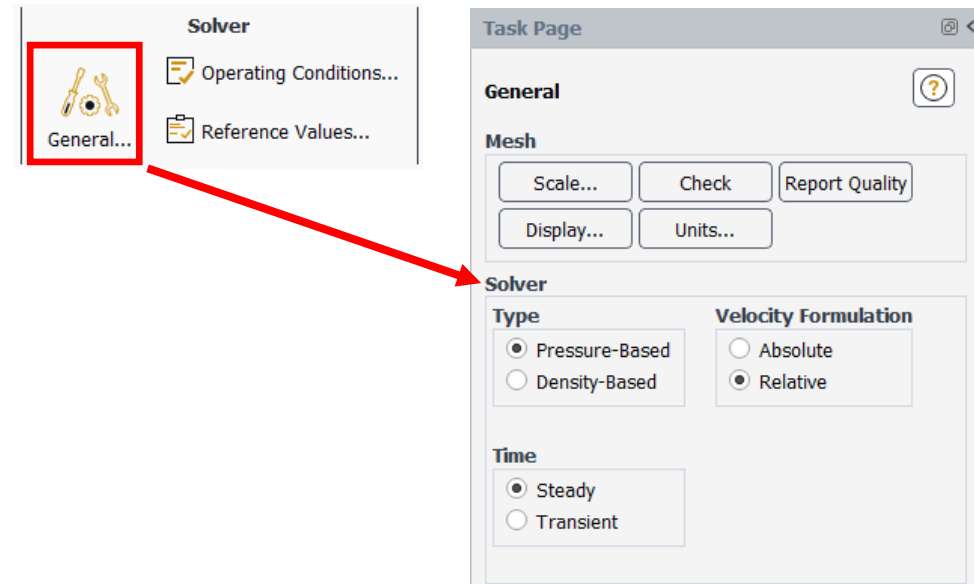 Solver
General...
Operating Conditions...
Reference Values...
Task Page
General
?
Mesh
Scale... Check Report Quality
Display... Units...
Solver
Type Velocity Formulation
Pressure-Based Absolute
Density-Based Relative
Time
Steady
Transient